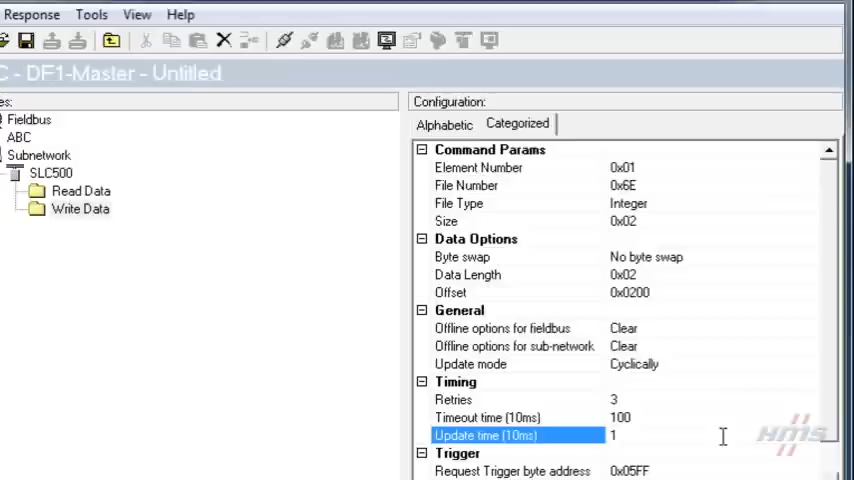 Response Tools View Help
C - DF1-Master - Untitled
es:
Fieldbus
ABC
Subnetwork
SLC500
Read Data
Write Data
Configuration:
Alphabetic Categorized
Command Params
Element Number 0x01
File Number 0x6E
File Type Integer
Size 0x02
Data Options
Byte swap No byte swap
Data Length 0x02
Offset 0x0200
General
Offline options for fieldbus Clear
Offline options for sub-network Clear
Update mode Cyclically
Timing
Retries 3
Timeout time (10ms) 100
Update time (10ms) 1
Trigger
Request Trigger byte address 0x05FF
HMS